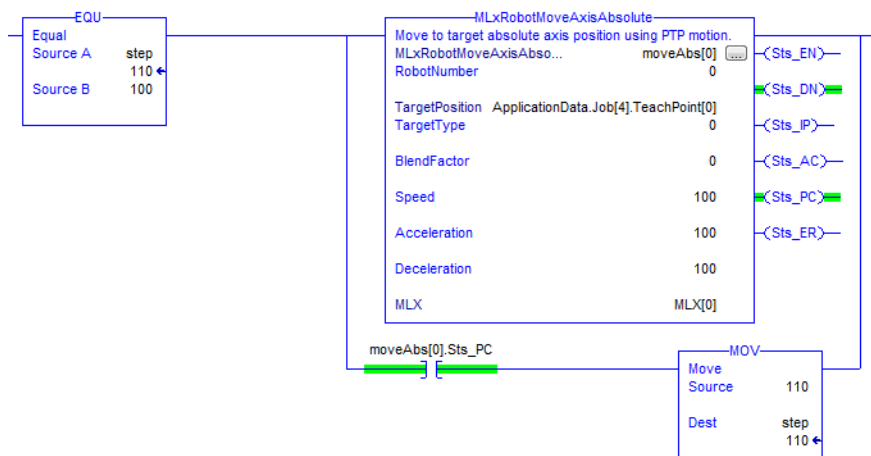 EQU
Equal
Source A step
110
Source B 100
MLxRobotMoveAxisAbsolute
Move to target absolute axis position using PTP motion.
MLxRobotMoveAxisAbso... moveAbs[0] ...
RobotNumber 0
TargetPosition ApplicationData.Job[4].TeachPoint[0]
TargetType 0
BlendFactor 0
Speed 100
Acceleration 100
Deceleration 100
MLX MLX[0]
(Sts_EN)
(Sts_DN)
(Sts_IP)
(Sts_AC)
(Sts_PC)
(Sts_ER)
moveAbs[0].Sts_PC
MOV
Move
Source 110
Dest step
110